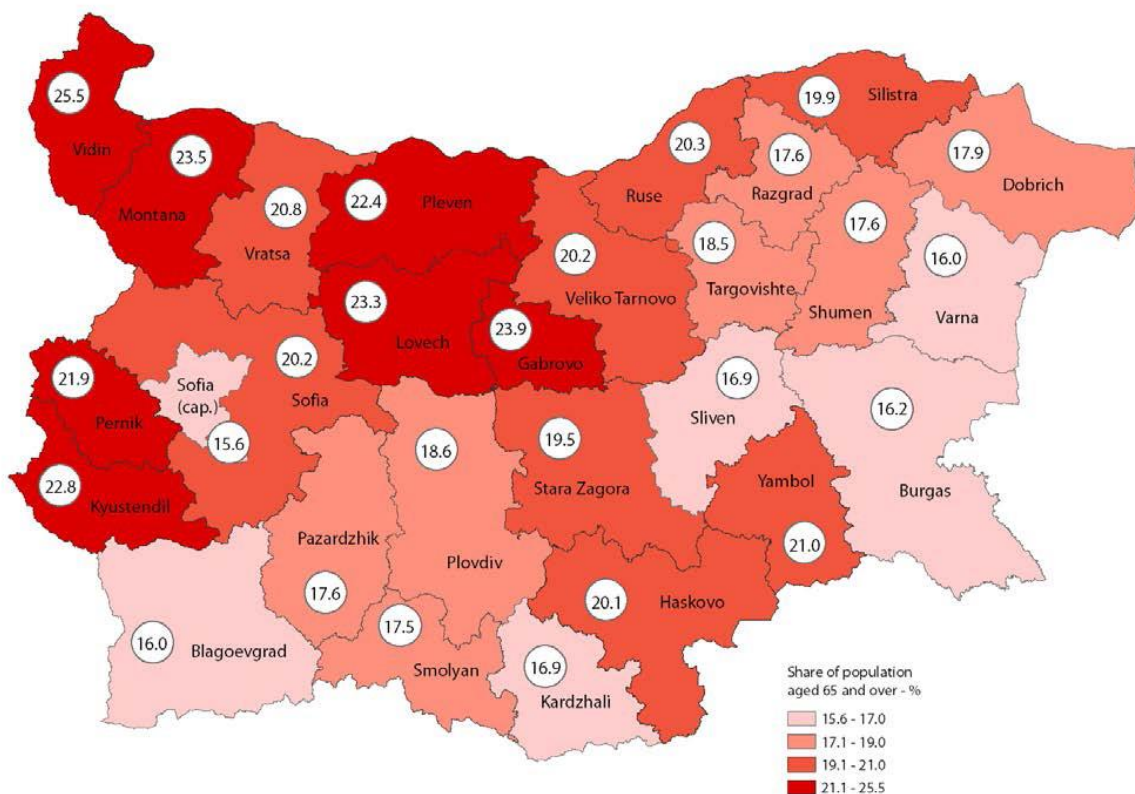 25.5
Vidin
23.5
Montana
20.8
Vratsa
22.4
Pleven
23.3
Lovech
23.9
Gabrovo
20.2
Veliko Tarnovo
20.3
Ruse
19.9
Silistra
17.6
Razgrad
17.9
Dobrich
18.5
Targovishte
17.6
Shumen
16.0
Varna
21.9
Pernik
Sofia
(cap.)
15.6
20.2
Sofia
22.8
Kyustendil
16.0
Blagoevgrad
Pazardzhik
17.6
18.6
Plovdiv
17.5
Smolyan
19.5
Stara Zagora
16.9
Sliven
16.2
Burgas
Yambol
21.0
20.1
Haskovo
16.9
Kardzhali
Share of population
aged 65 and over - %
15.6 - 17.0
17.1 - 19.0
19.1 - 21.0
21.1 - 25.5